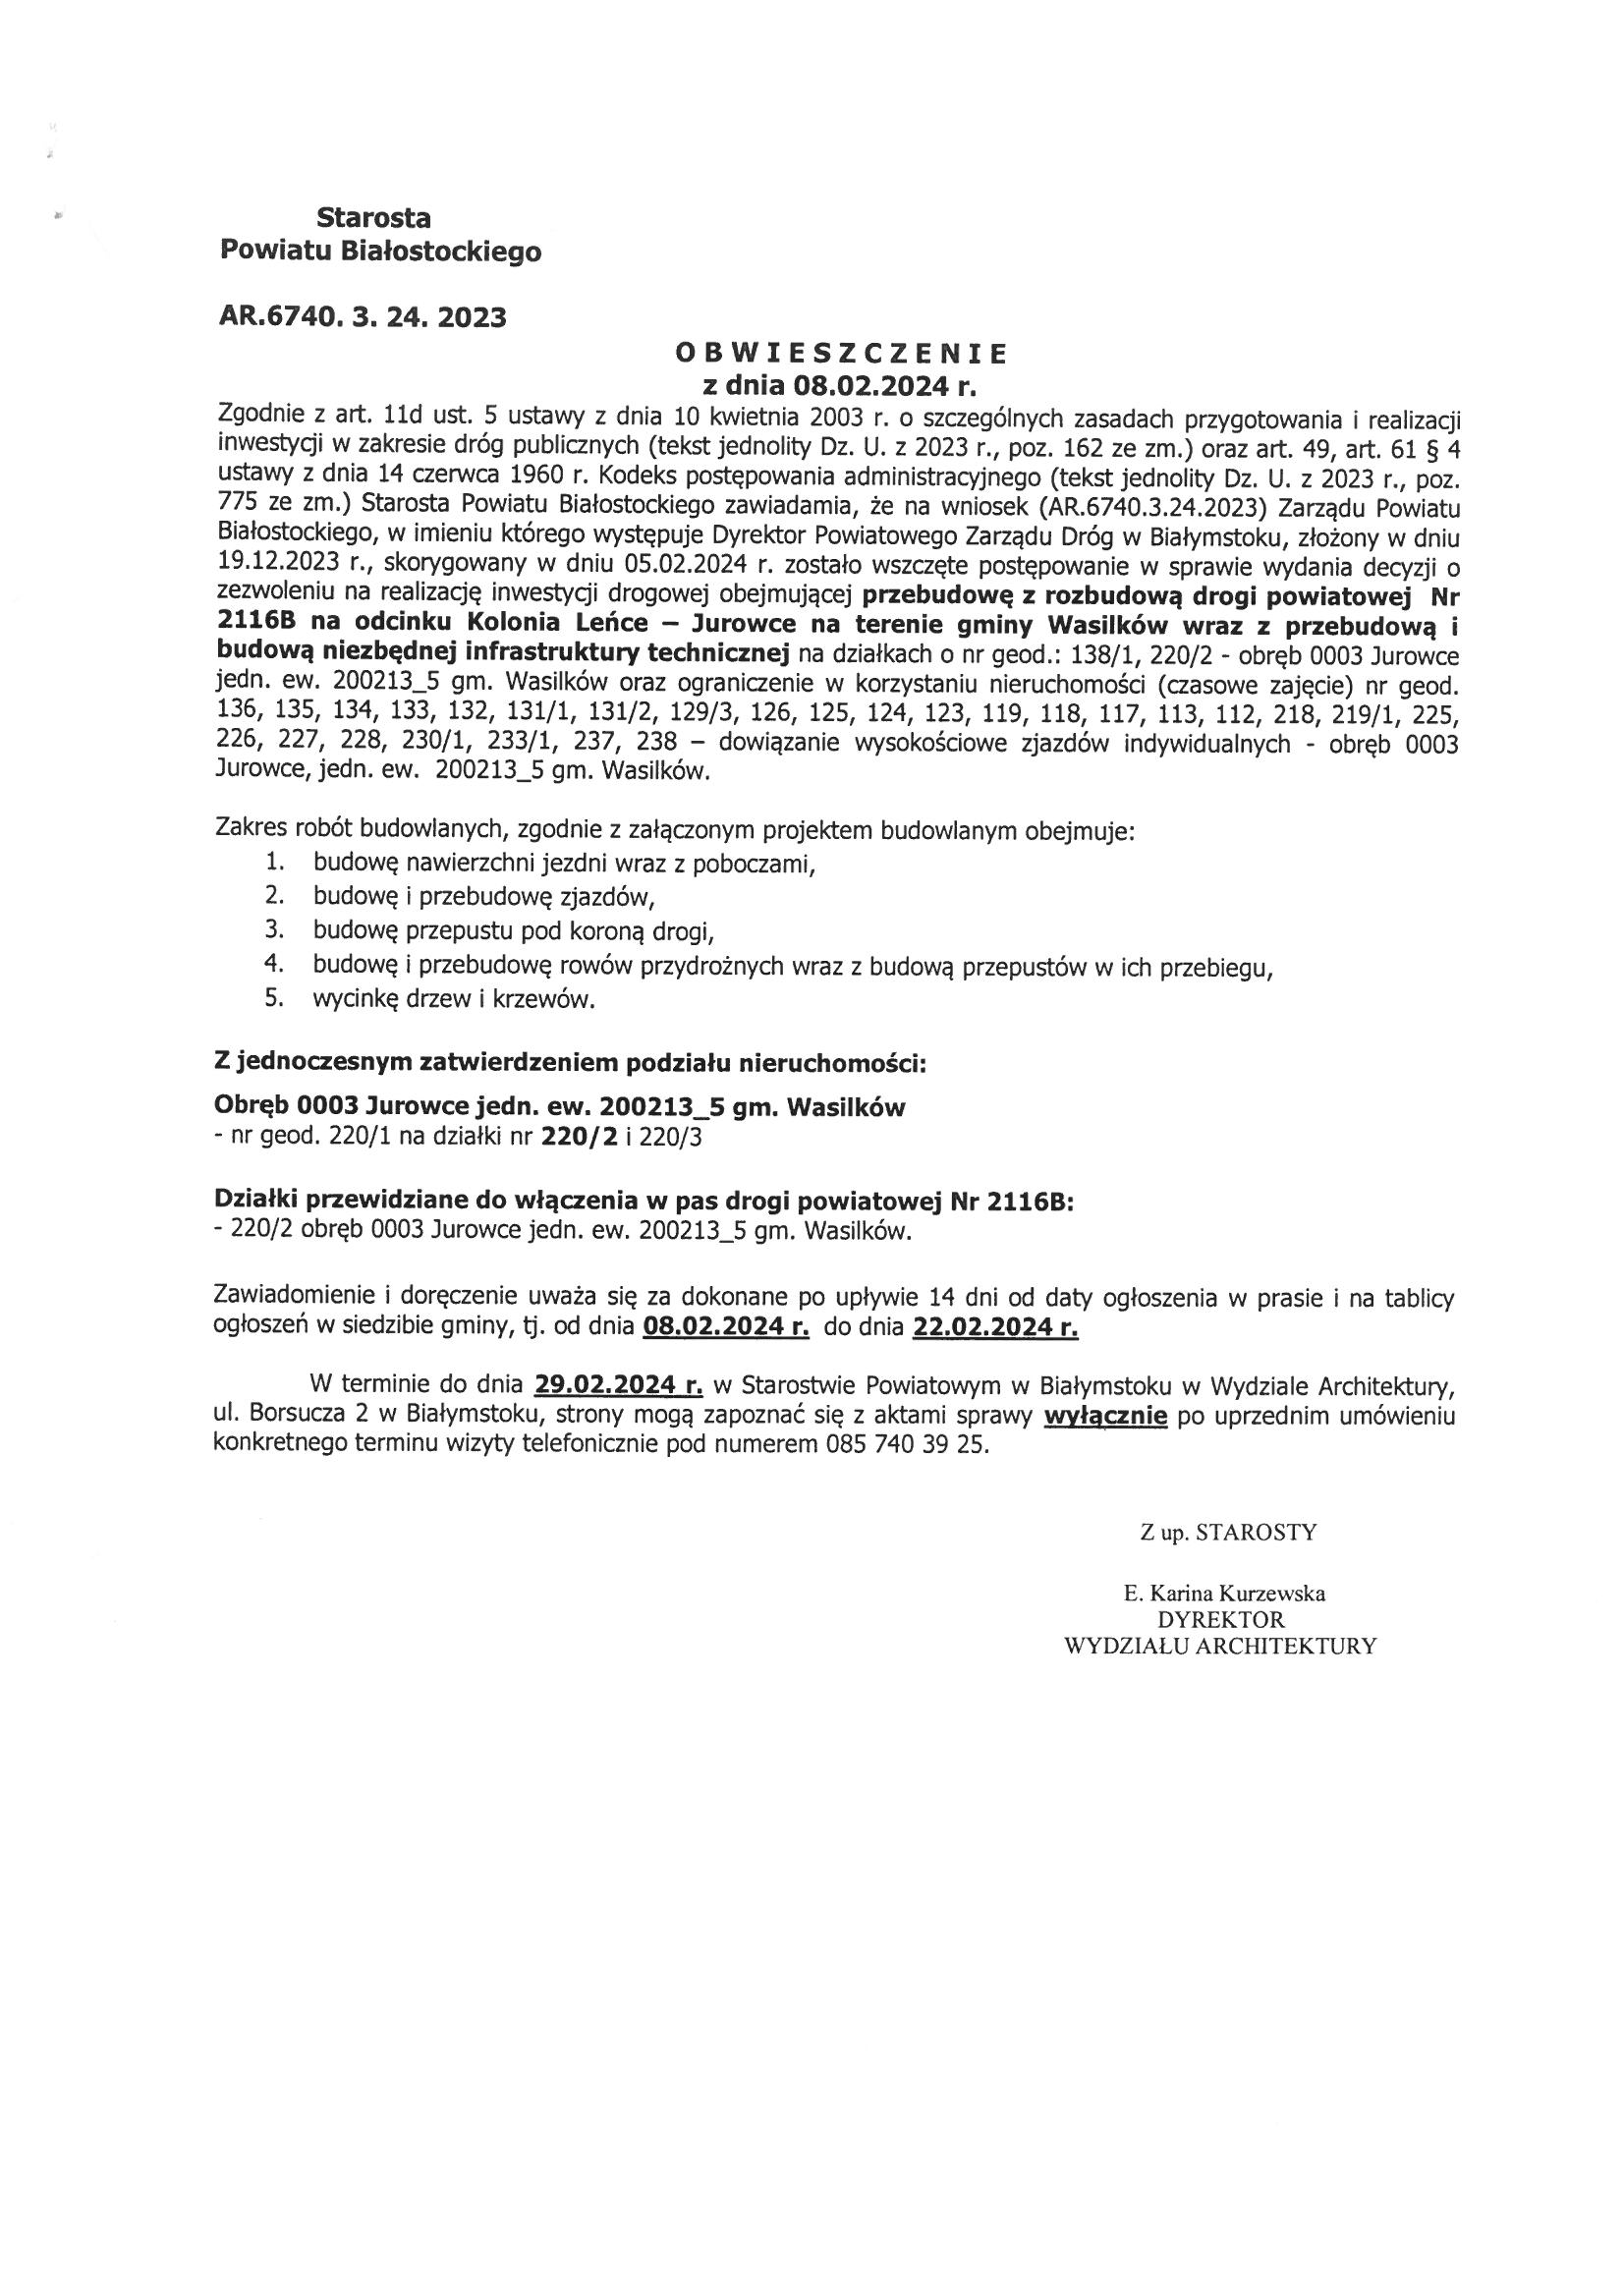 Starosta
Powiatu Białostockiego
AR.6740. 3. 24. 2023
O B W I E S Z C Z E N I E
z dnia 08.02.2024 r.
Zgodnie z art. 11d ust. 5 ustawy z dnia 10 kwietnia 2003 r. o szczególnych zasadach przygotowania i realizacji
inwestycji w zakresie dróg publicznych (tekst jednolity Dz. U. z 2023 r., poz. 162 ze zm.) oraz art. 49, art. 61 § 4
ustawy z dnia 14 czerwca 1960 r. Kodeks postępowania administracyjnego (tekst jednolity Dz. U. z 2023 r., poz.
775 ze zm.) Starosta Powiatu Białostockiego zawiadamia, że na wniosek (AR.6740.3.24.2023) Zarządu Powiatu
Białostockiego, w imieniu którego występuje Dyrektor Powiatowego Zarządu Dróg w Białymstoku, złożony w dniu
19.12.2023 r., skorygowany w dniu 05.02.2024 r. zostało wszczęte postępowanie w sprawie wydania decyzji o
zezwoleniu na realizację inwestycji drogowej obejmującej przebudowę z rozbudową drogi powiatowej Nr
2116B na odcinku Kolonia Leńce – Jurowce na terenie gminy Wasilków wraz z przebudową i
budową niezbędnej infrastruktury technicznej na działkach o nr geod.: 138/1, 220/2 - obręb 0003 Jurowce
jedn. ew. 200213_5 gm. Wasilków oraz ograniczenie w korzystaniu nieruchomości (czasowe zajęcie) nr geod.
136, 135, 134, 133, 132, 131/1, 131/2, 129/3, 126, 125, 124, 123, 119, 118, 117, 113, 112, 218, 219/1, 225,
226, 227, 228, 230/1, 233/1, 237, 238 – dowiązanie wysokościowe zjazdów indywidualnych - obręb 0003
Jurowce, jedn. ew. 200213_5 gm. Wasilków.
Zakres robót budowlanych, zgodnie z załączonym projektem budowlanym obejmuje:
1. budowę nawierzchni jezdni wraz z poboczami,
2. budowę i przebudowę zjazdów,
3. budowę przepustu pod koroną drogi,
4. budowę i przebudowę rowów przydrożnych wraz z budową przepustów w ich przebiegu,
5. wycinkę drzew i krzewów.
Z jednoczesnym zatwierdzeniem podziału nieruchomości:
Obręb 0003 Jurowce jedn. ew. 200213_5 gm. Wasilków
- nr geod. 220/1 na działki nr 220/2 i 220/3
Działki przewidziane do włączenia w pas drogi powiatowej Nr 2116B:
- 220/2 obręb 0003 Jurowce jedn. ew. 200213_5 gm. Wasilków.
Zawiadomienie i doręczenie uważa się za dokonane po upływie 14 dni od daty ogłoszenia w prasie i na tablicy
ogłoszeń w siedzibie gminy, tj. od dnia 08.02.2024 r. do dnia 22.02.2024 r.
W terminie do dnia 29.02.2024 r. w Starostwie Powiatowym w Białymstoku w Wydziale Architektury,
ul. Borsucza 2 w Białymstoku, strony mogą zapoznać się z aktami sprawy wyłącznie po uprzednim umówieniu
konkretnego terminu wizyty telefonicznie pod numerem 085 740 39 25.
Z up. STAROSTY
E. Karina Kurzewska
DYREKTOR
WYDZIAŁU ARCHITEKTURY